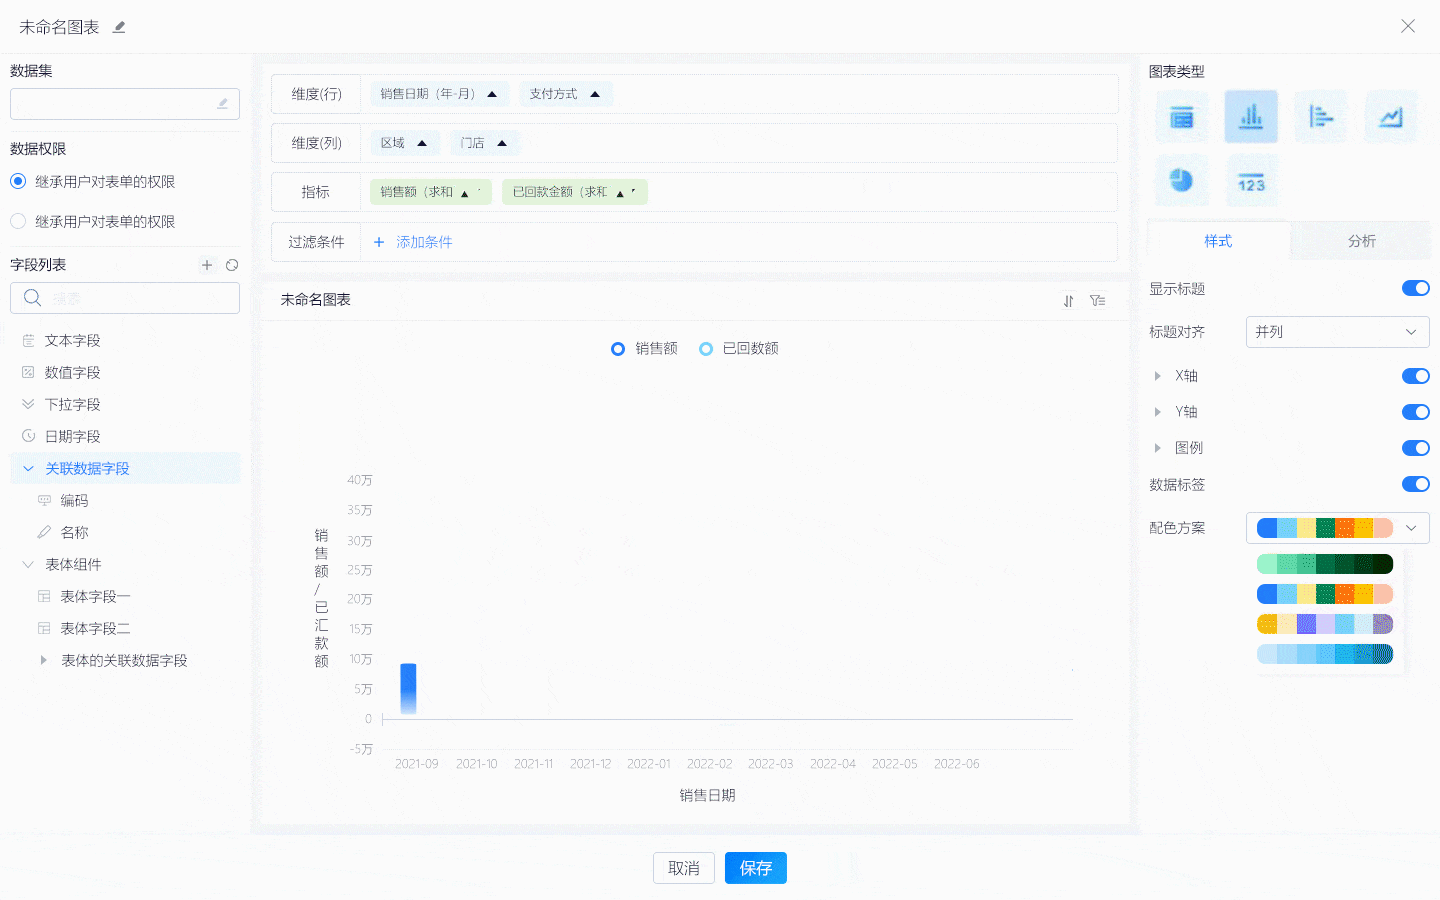 未命名图表
数据集
数据权限
继承用户对表单的权限
继承用户对表单的权限
字段列表
搜索
文本字段
数值字段
下拉字段
日期字段
关联数据字段
编码
名称
表体组件
表体字段一
表体字段二
表体的关联数据字段
维度(行)
销售日期（年-月）
支付方式
维度(列)
区域
门店
指标
销售额（求和
已回款金额（求和
过滤条件
添加条件
未命名图表
销售额
已回数额
销售额/已汇款额
40万
35万
30万
25万
20万
15万
10万
5万
0
-5万
2021-09
2021-10
2021-11
2021-12
2022-01
2022-02
2022-03
2022-04
2022-05
2022-06
销售日期
图表类型
123
样式
分析
显示标题
标题对齐
并列
X轴
Y轴
图例
数据标签
配色方案
取消
保存